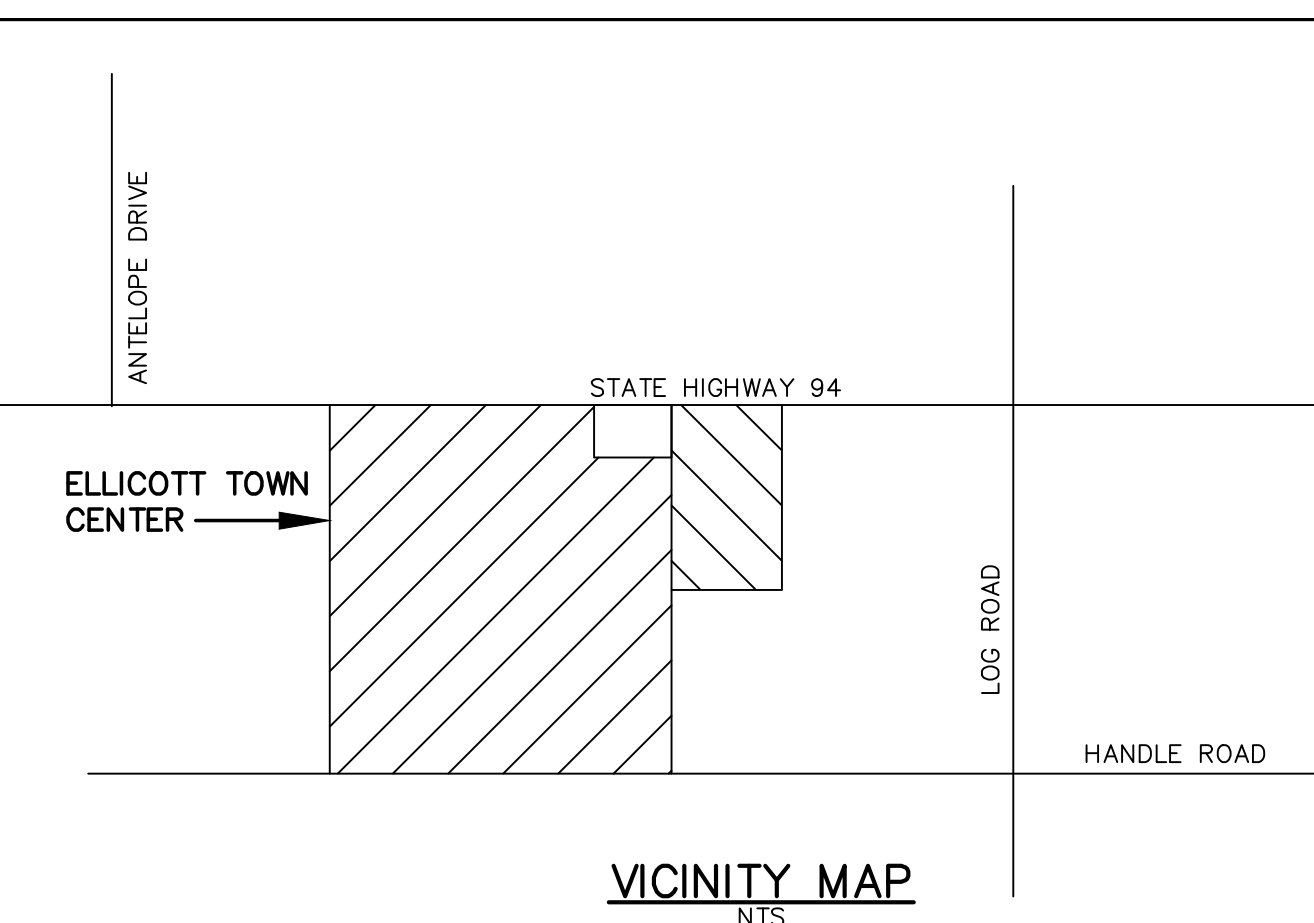 ANTELOPE DRIVE
STATE HIGHWAY 94
ELLICOTT TOWN
CENTER
LOG ROAD
HANDLE ROAD
VICINITY MAP
NTS